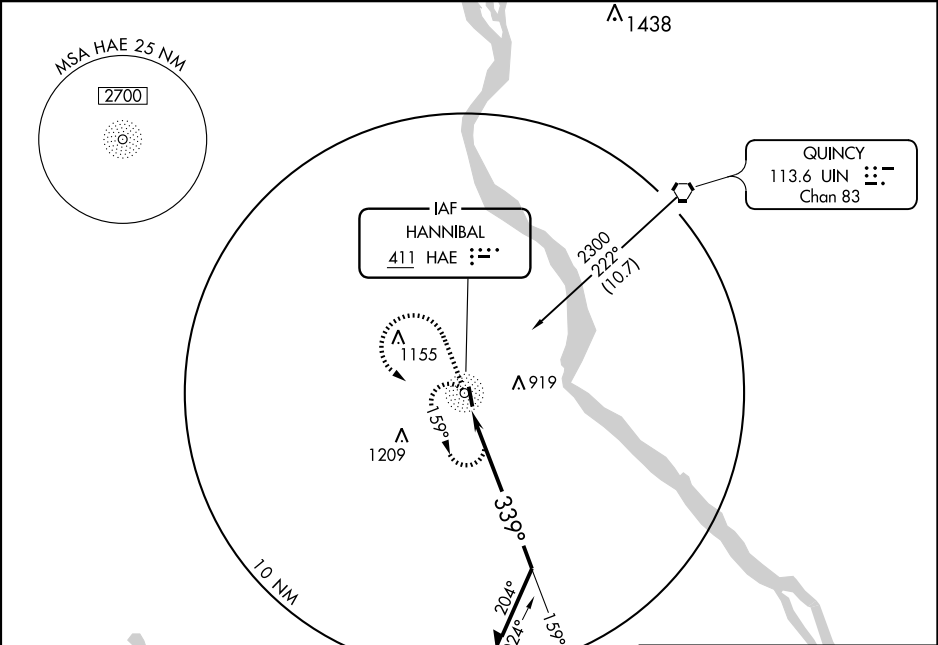 1438
MSA HAE 25 NM
2700
QUINCY
113.6 UIN
Chan 83
IAF
HANNIBAL
411 HAE
2300
222°
(10.7)
1155
919
159°
1209
339°
10 NM
204°
024°
159°